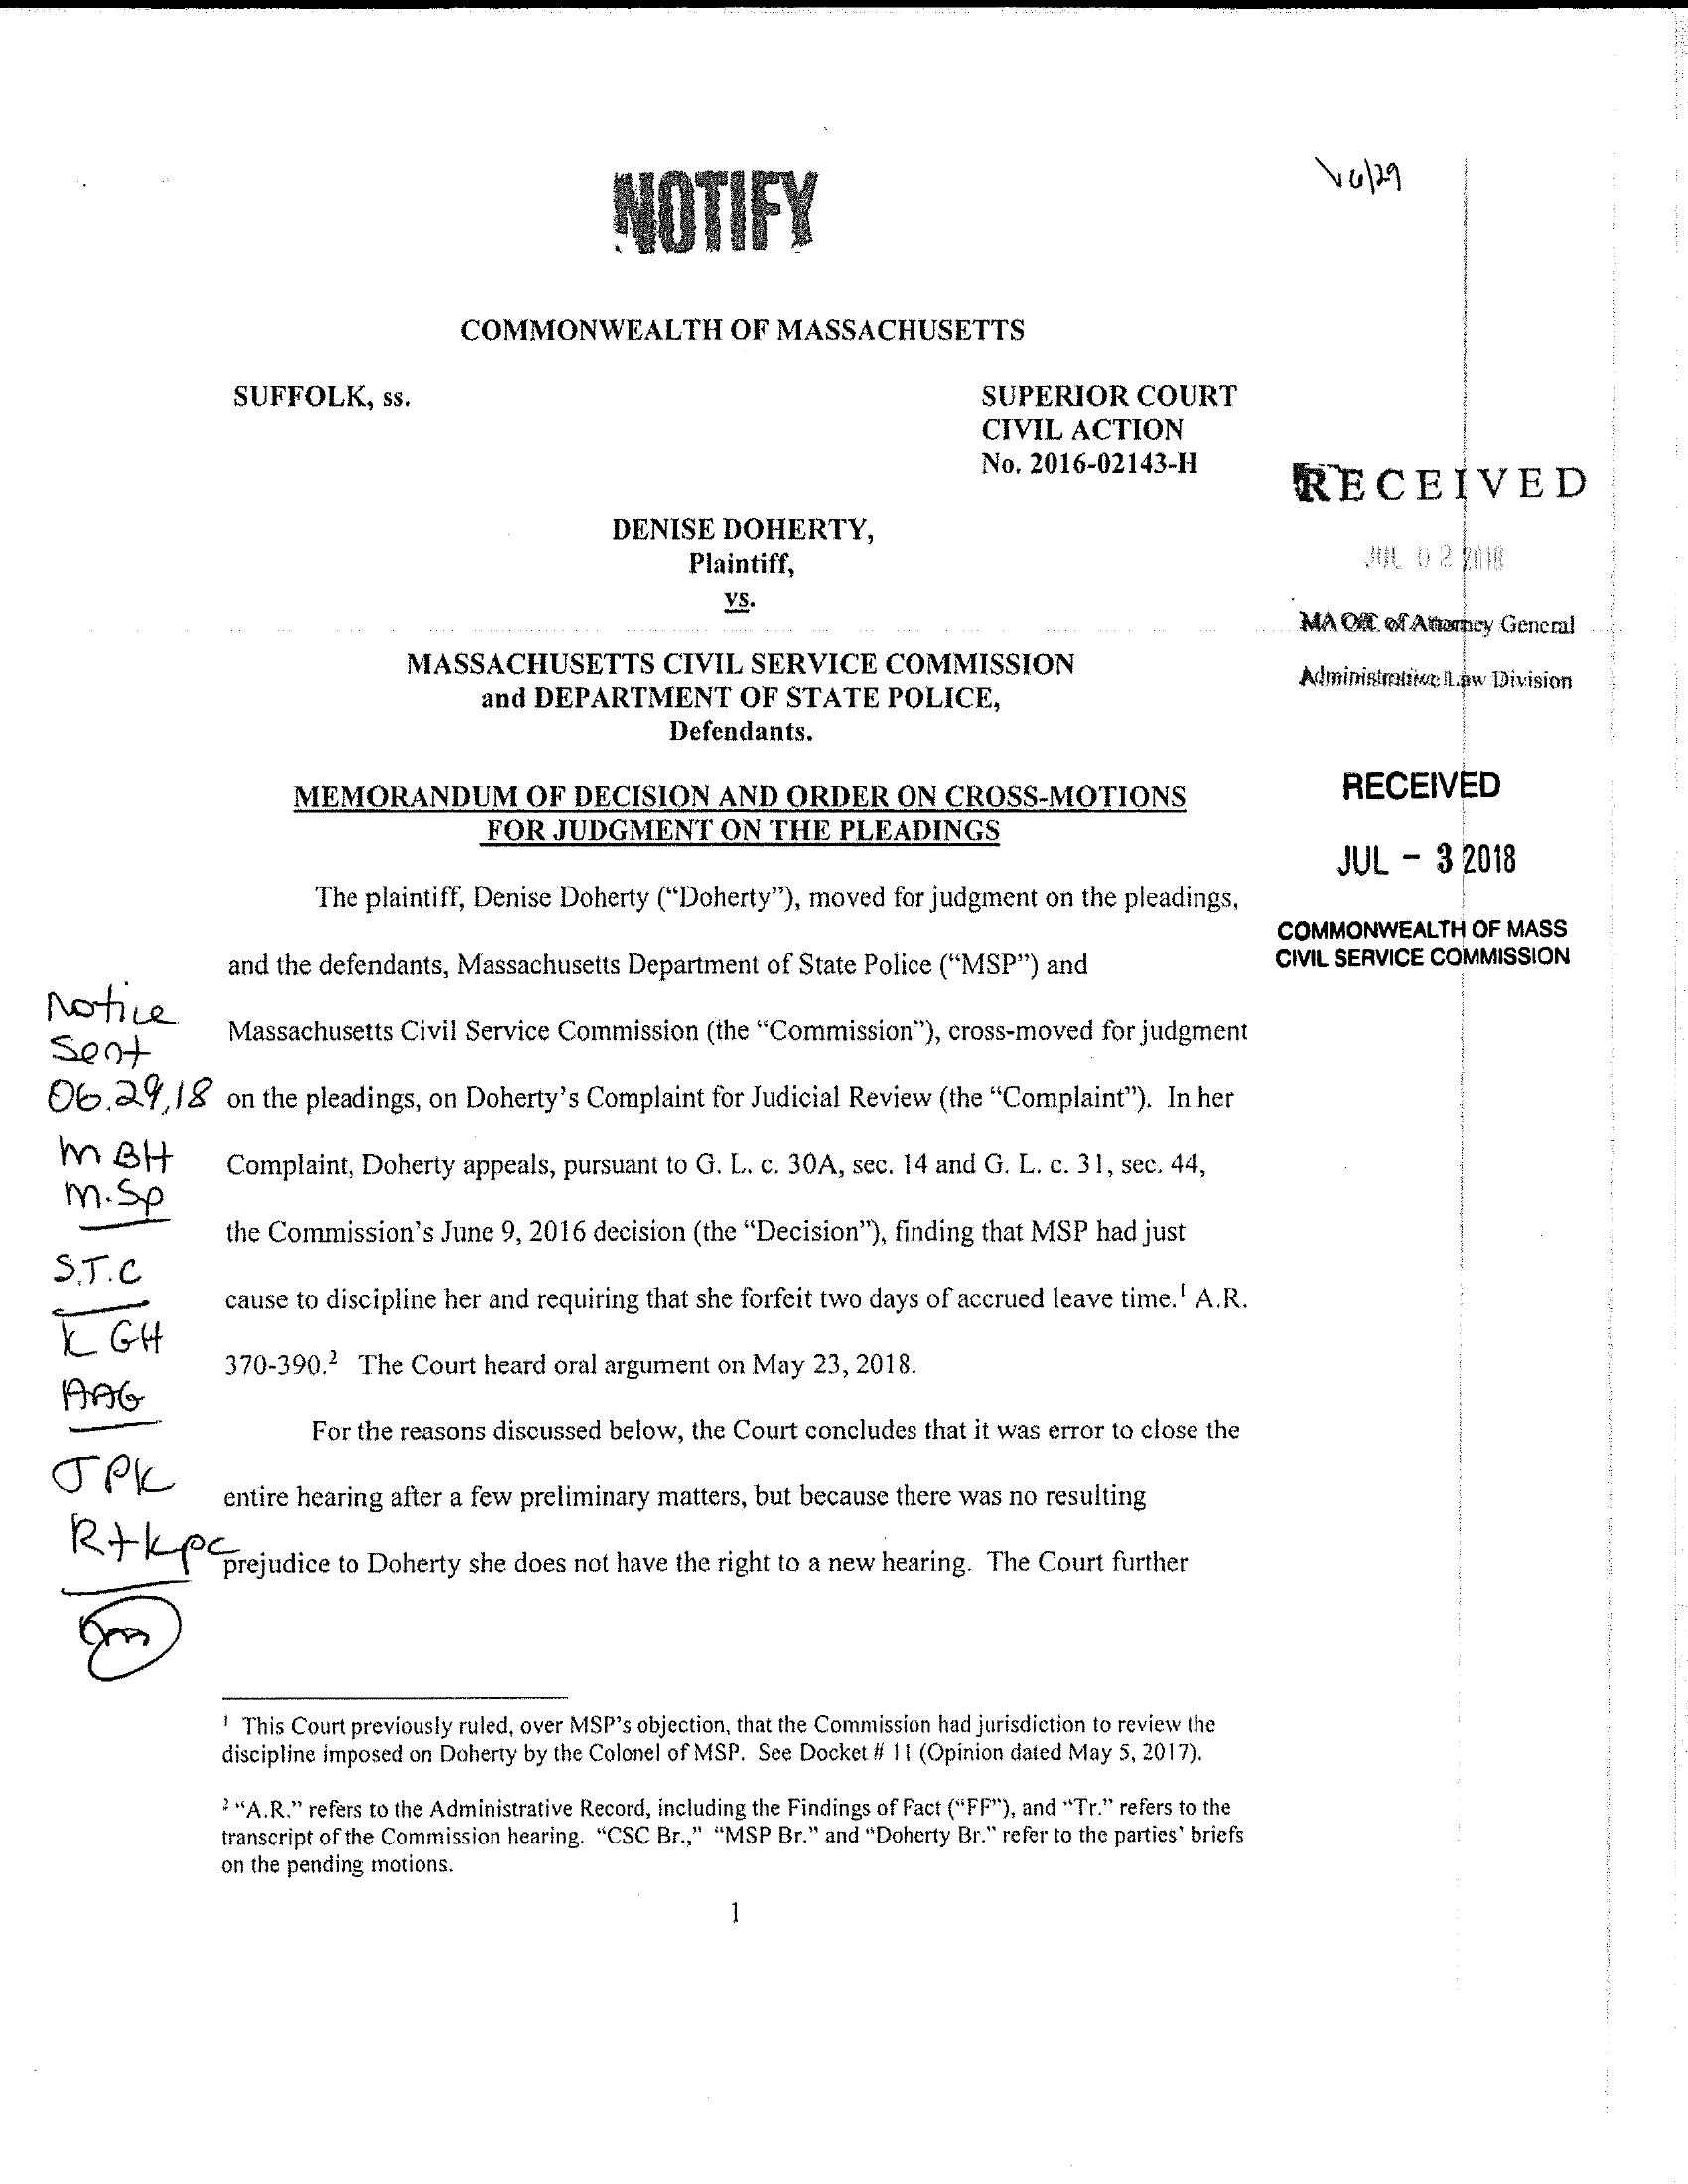 6/29
NOTIFY
COMMONWEALTH OF MASSACHUSETTS
SUFFOLK, ss.
SUPERIOR COURT
CIVIL ACTION
No. 2016-02143-H
RECEIVED
JUL 02 2018
MA Off. of Attorney General
Administrative Law Division
DENISE DOHERTY,
Plaintiff,
vs.
MASSACHUSETTS CIVIL SERVICE COMMISSION
and DEPARTMENT OF STATE POLICE,
Defendants.
MEMORANDUM OF DECISION AND ORDER ON CROSS-MOTIONS
FOR JUDGMENT ON THE PLEADINGS
RECEIVED
JUL - 3 2018
COMMONWEALTH OF MASS
CIVIL SERVICE COMMISSION
The plaintiff, Denise Doherty (“Doherty”), moved for judgment on the pleadings,
and the defendants, Massachusetts Department of State Police (“MSP”) and
Massachusetts Civil Service Commission (the “Commission”), cross-moved for judgment
on the pleadings, on Doherty’s Complaint for Judicial Review (the “Complaint”). In her
Complaint, Doherty appeals, pursuant to G. L. c. 30A, sec. 14 and G. L. c. 31, sec. 44,
the Commission’s June 9, 2016 decision (the “Decision”), finding that MSP had just
cause to discipline her and requiring that she forfeit two days of accrued leave time.¹ A.R.
370-390.² The Court heard oral argument on May 23, 2018.
For the reasons discussed below, the Court concludes that it was error to close the
entire hearing after a few preliminary matters, but because there was no resulting
prejudice to Doherty she does not have the right to a new hearing. The Court further
Notice
Sent
06.29.18
MBH
M.Sp
S.T.C
KGH
AAG
JPK
R+kpc
¹ This Court previously ruled, over MSP’s objection, that the Commission had jurisdiction to review the
discipline imposed on Doherty by the Colonel of MSP. See Docket # 11 (Opinion dated May 5, 2017).
² “A.R.” refers to the Administrative Record, including the Findings of Fact (“FF”), and “Tr.” refers to the
transcript of the Commission hearing. “CSC Br.,” “MSP Br.” and “Doherty Br.” refer to the parties’ briefs
on the pending motions.
1